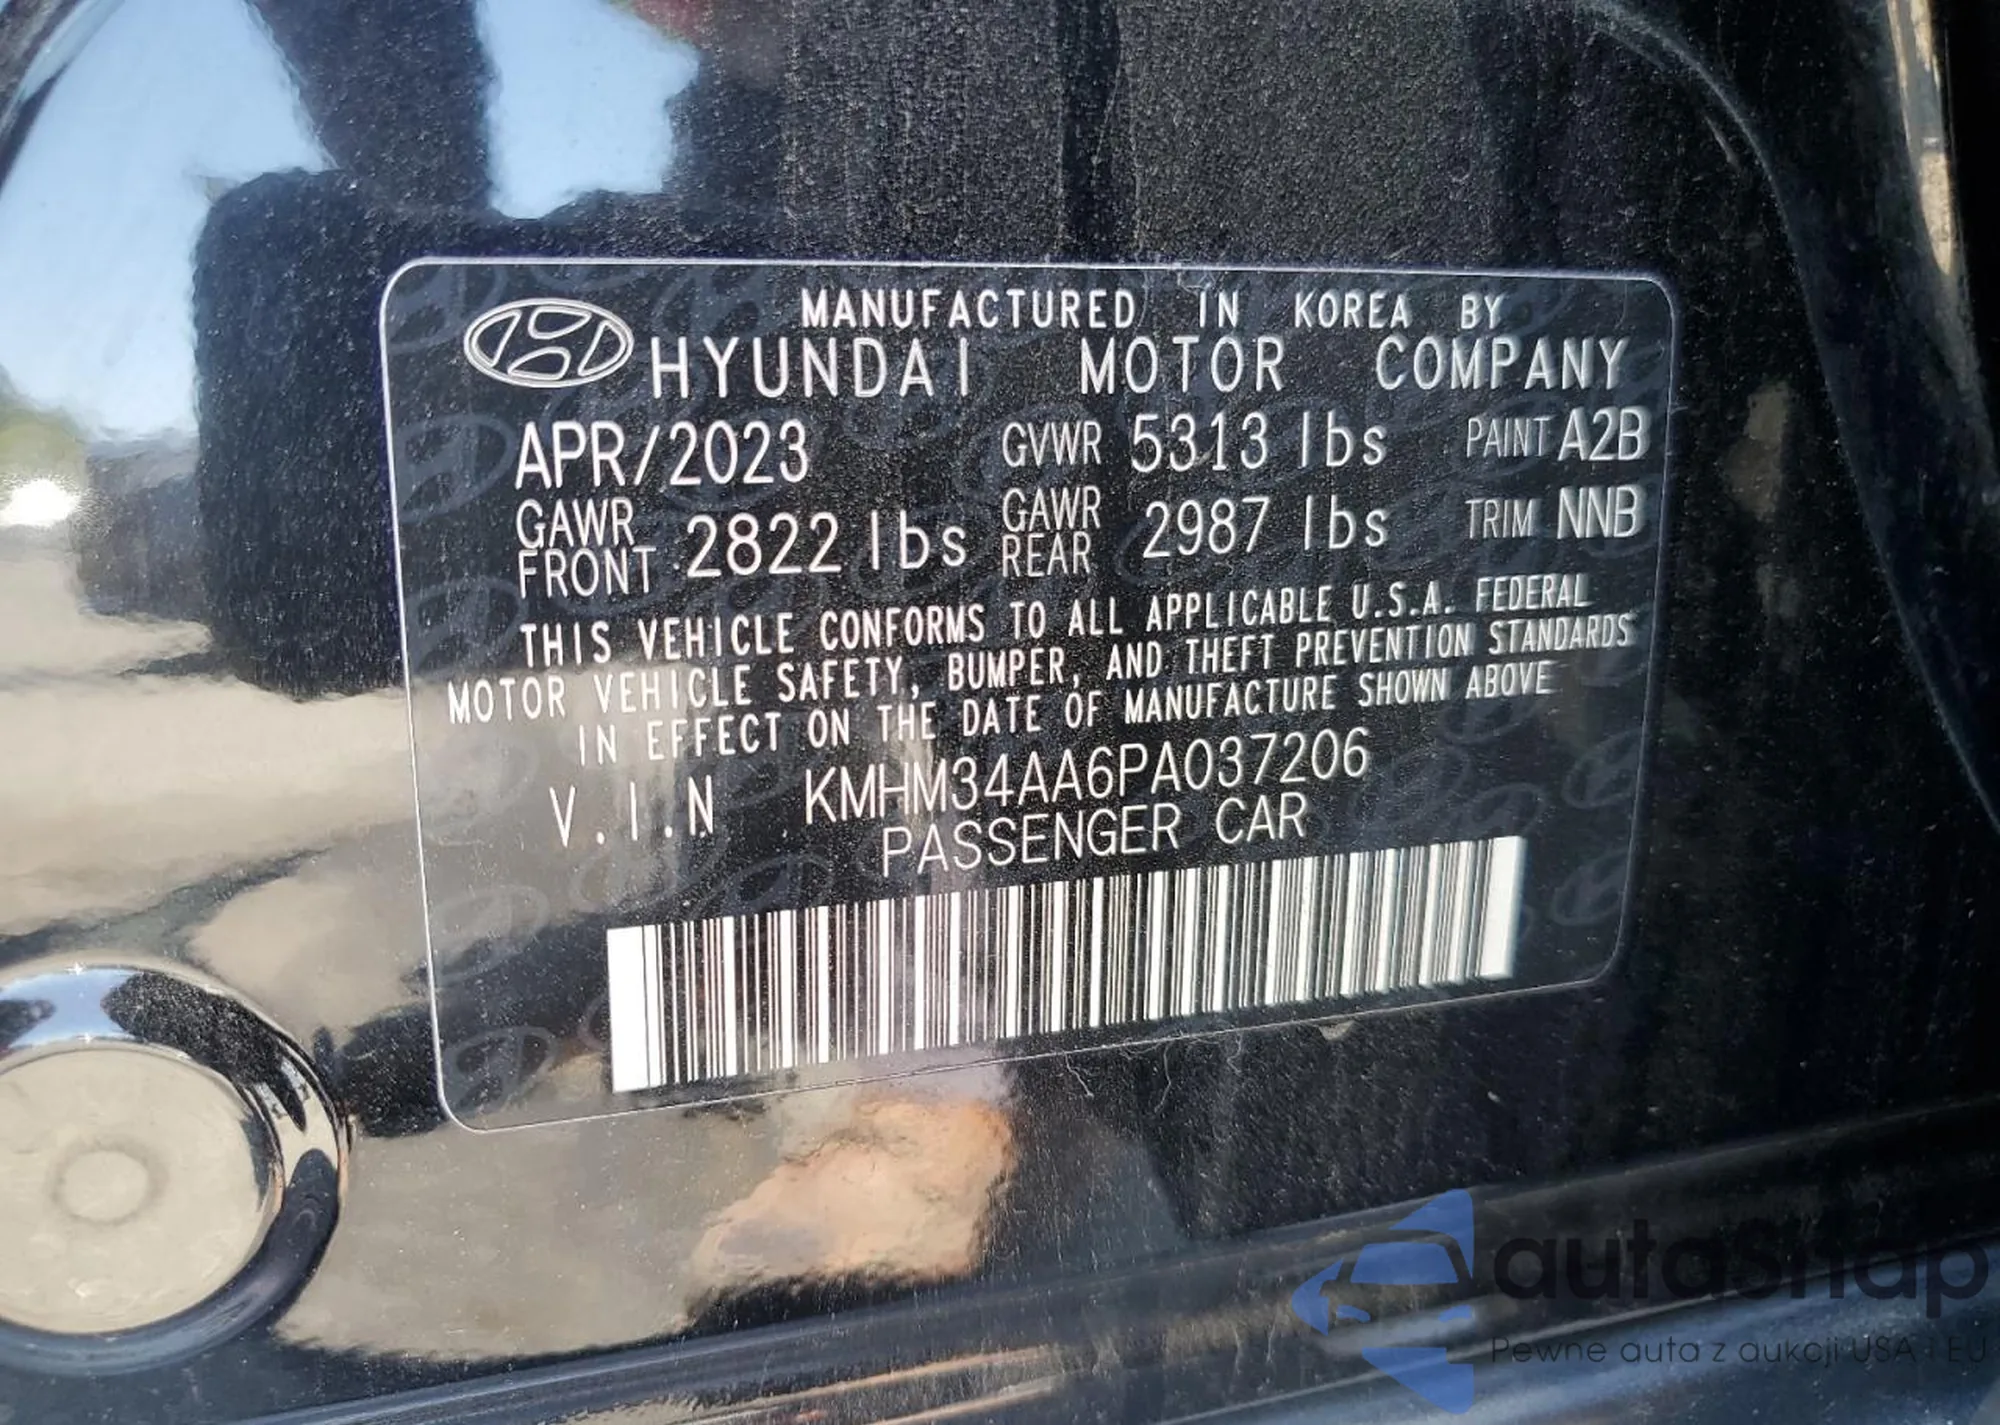 MANUFACTURED IN KOREA BY
HYUNDAI MOTOR COMPANY
APR/2023 GVWR 5313 lbs PAINT A2B
GAWR FRONT 2822 lbs GAWR REAR 2987 lbs TRIM NNB
THIS VEHICLE CONFORMS TO ALL APPLICABLE U.S.A. FEDERAL
MOTOR VEHICLE SAFETY, BUMPER, AND THEFT PREVENTION STANDARDS
IN EFFECT ON THE DATE OF MANUFACTURE SHOWN ABOVE
V.I.N KMHM34AA6PA037206
PASSENGER CAR
autaSnap
Pewne auta z aukcji USA i EU